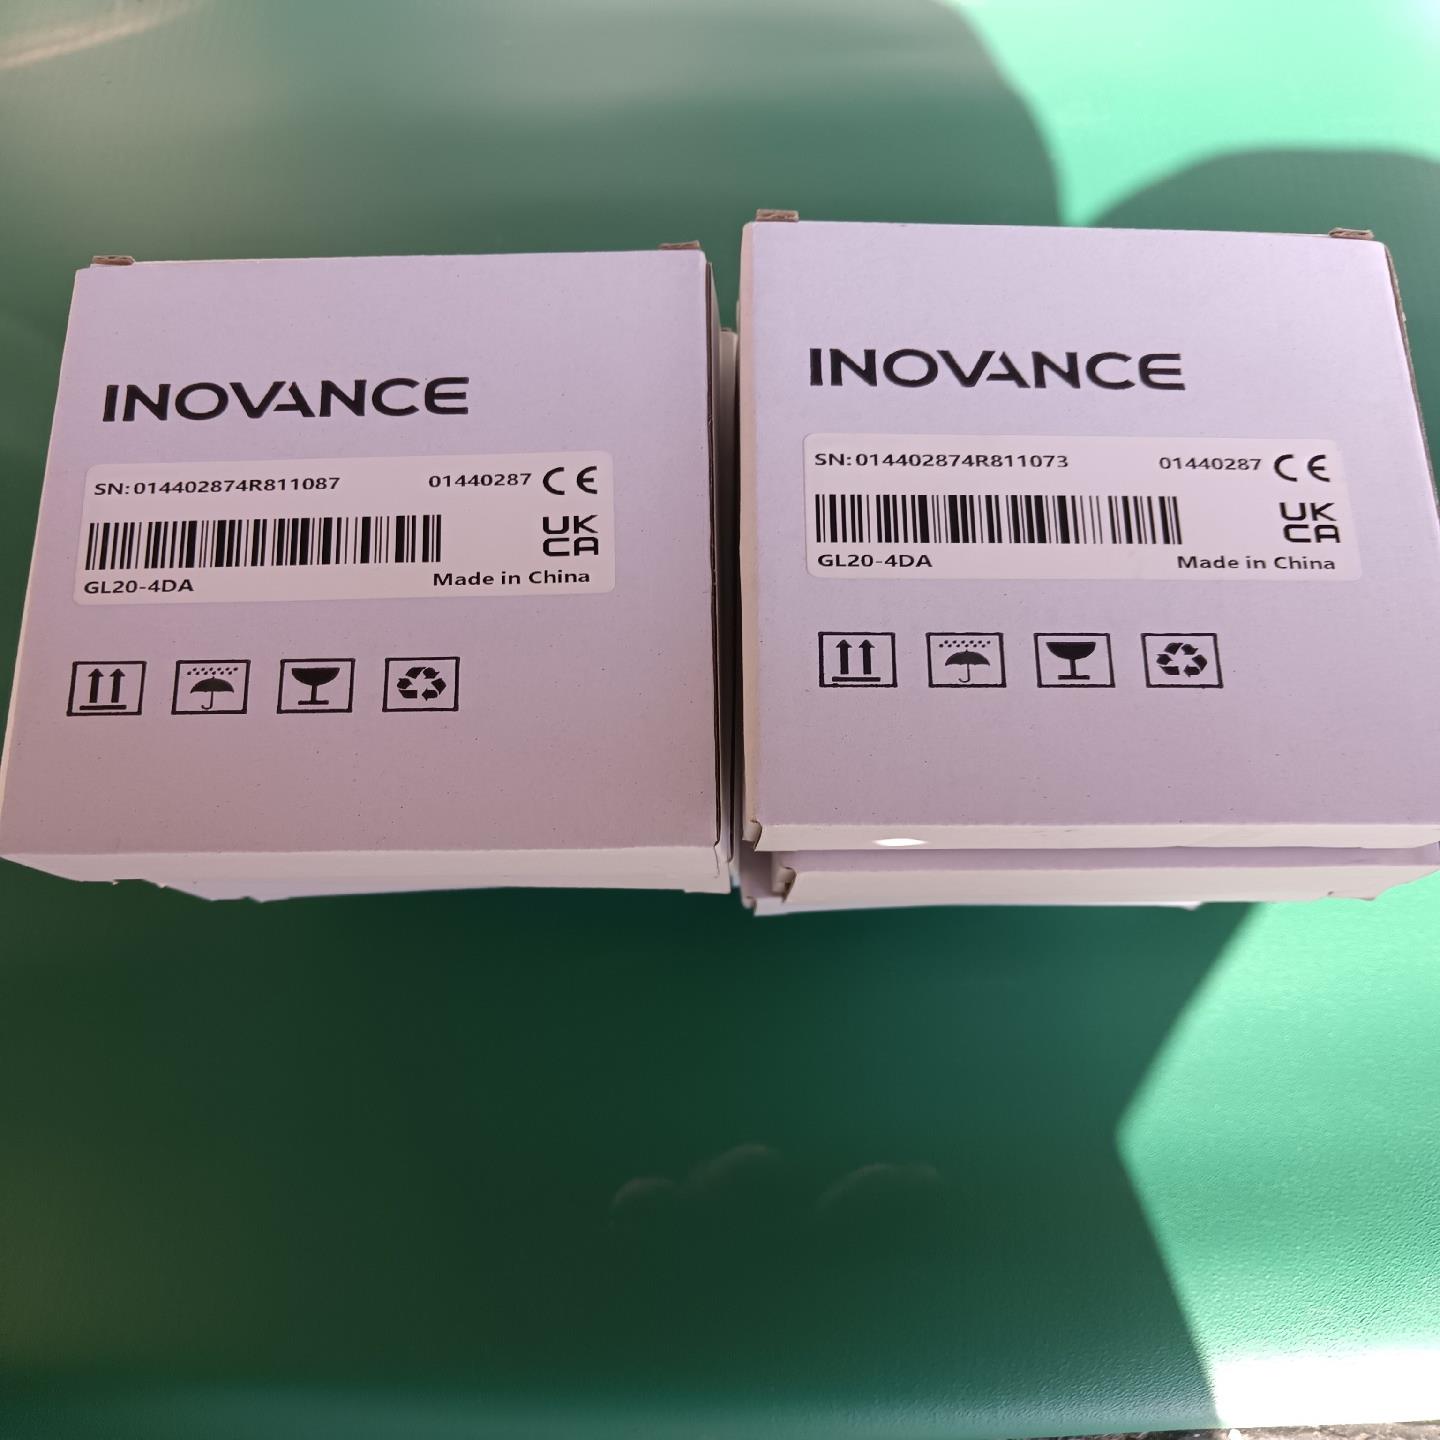 INOVANCE
SN:014402874R811087 01440287 CE
UK
CA
GL20-4DA Made in China
INOVANCE
SN:014402874R811073 01440287 CE
UK
CA
GL20-4DA Made in China